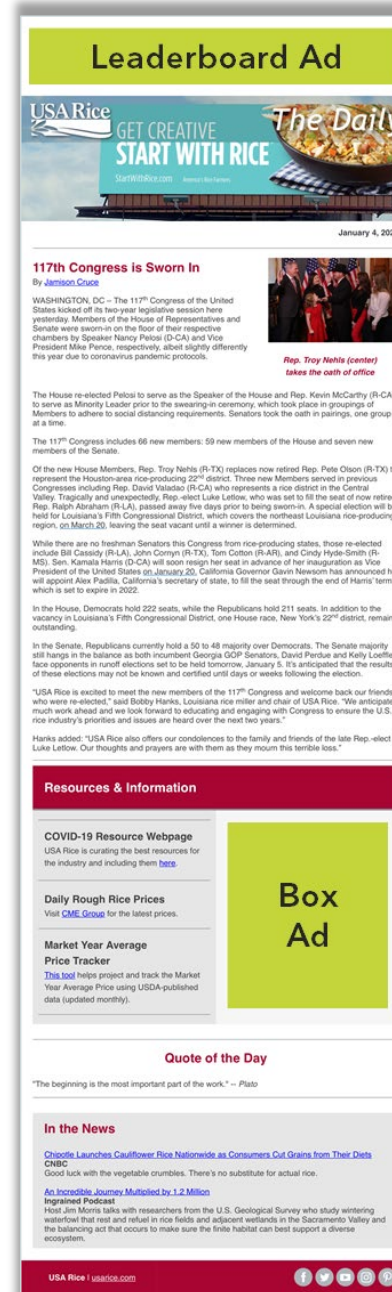 Leaderboard Ad
USA Rice
The Daily
GET CREATIVE
START WITH RICE
StartWithRice.com
January 4, 202
117th Congress is Sworn In
By Jamison Cruce
WASHINGTON, DC – The 117th Congress of the United
States kicked off its two-year legislative session here
yesterday. Members of the House of Representatives and
Senate were sworn-in on the floor of their respective
chambers by Speaker Nancy Pelosi (D-CA) and Vice
President Mike Pence, respectively, albeit slightly differently
this year due to coronavirus pandemic protocols.
Rep. Troy Nehls (center)
takes the oath of office
The House re-elected Pelosi to serve as the Speaker of the House and Rep. Kevin McCarthy (R-CA
to serve as Minority Leader prior to the swearing-in ceremony, which took place in groupings of
Members to adhere to social distancing requirements. Senators took the oath in pairings, one group
at a time.
The 117th Congress includes 66 new members: 59 new members of the House and seven new
members of the Senate.
Of the new House Members, Rep. Troy Nehls (R-TX) replaces now retired Rep. Pete Olson (R-TX) t
represent the Houston-area rice-producing 22nd district. Three new Members served in previous
Congresses including Rep. David Valadao (R-CA) who represents a rice district in the Central
Valley. Tragically and unexpectedly, Rep.-elect Luke Letlow, who was set to fill the seat of now retire
Rep. Ralph Abraham (R-LA), passed away five days prior to being sworn-in. A special election will b
held for Louisiana's Fifth Congressional District, which covers the northeast Louisiana rice-producing
region, on March 20, leaving the seat vacant until a winner is determined.
While there are no freshman Senators this Congress from rice-producing states, those re-elected
include Bill Cassidy (R-LA), John Cornyn (R-TX), Tom Cotton (R-AR), and Cindy Hyde-Smith (R-
MS). Sen. Kamala Harris (D-CA) will soon resign her seat in advance of her inauguration as Vice
President of the United States on January 20. California Governor Gavin Newsom has announced h
will appoint Alex Padilla, California's secretary of state, to fill the seat through the end of Harris' term
which is set to expire in 2022.
In the House, Democrats hold 222 seats, while the Republicans hold 211 seats. In addition to the
vacancy in Louisiana's Fifth Congressional District, one House race, New York's 22nd district, remain
outstanding.
In the Senate, Republicans currently hold a 50 to 48 majority over Democrats. The Senate majority
still hangs in the balance as both incumbent Georgia GOP Senators, David Perdue and Kelly Loeffle
face opponents in runoff elections set to be held tomorrow, January 5. It's anticipated that the results
of these elections may not be known and certified until days or weeks following the election.
"USA Rice is excited to meet the new members of the 117th Congress and welcome back our friends
who were re-elected," said Bobby Hanks, Louisiana rice miller and chair of USA Rice. "We anticipate
much work ahead and we look forward to educating and engaging with Congress to ensure the U.S.
rice industry's priorities and issues are heard over the next two years."
Hanks added: "USA Rice also offers our condolences to the family and friends of the late Rep.-elect
Luke Letlow. Our thoughts and prayers are with them as they mourn this terrible loss."
Resources & Information
COVID-19 Resource Webpage
USA Rice is curating the best resources for
the industry and including them here.
Daily Rough Rice Prices
Visit CME Group for the latest prices.
Market Year Average
Price Tracker
This tool helps project and track the Market
Year Average Price using USDA-published
data (updated monthly).
Box
Ad
Quote of the Day
"The beginning is the most important part of the work." -- Plato
In the News
Chipotle Launches Cauliflower Rice Nationwide as Consumers Cut Grains from Their Diets
CNBC
Good luck with the vegetable crumbles. There's no substitute for actual rice.
An Incredible Journey Multiplied by 1.2 Million
Ingrained Podcast
Host Jim Morris talks with researchers from the U.S. Geological Survey who study wintering
waterfowl that rest and refuel in rice fields and adjacent wetlands in the Sacramento Valley and
the balancing act that occurs to make sure the finite habitat can best support a diverse
ecosystem.
USA Rice | usarice.com